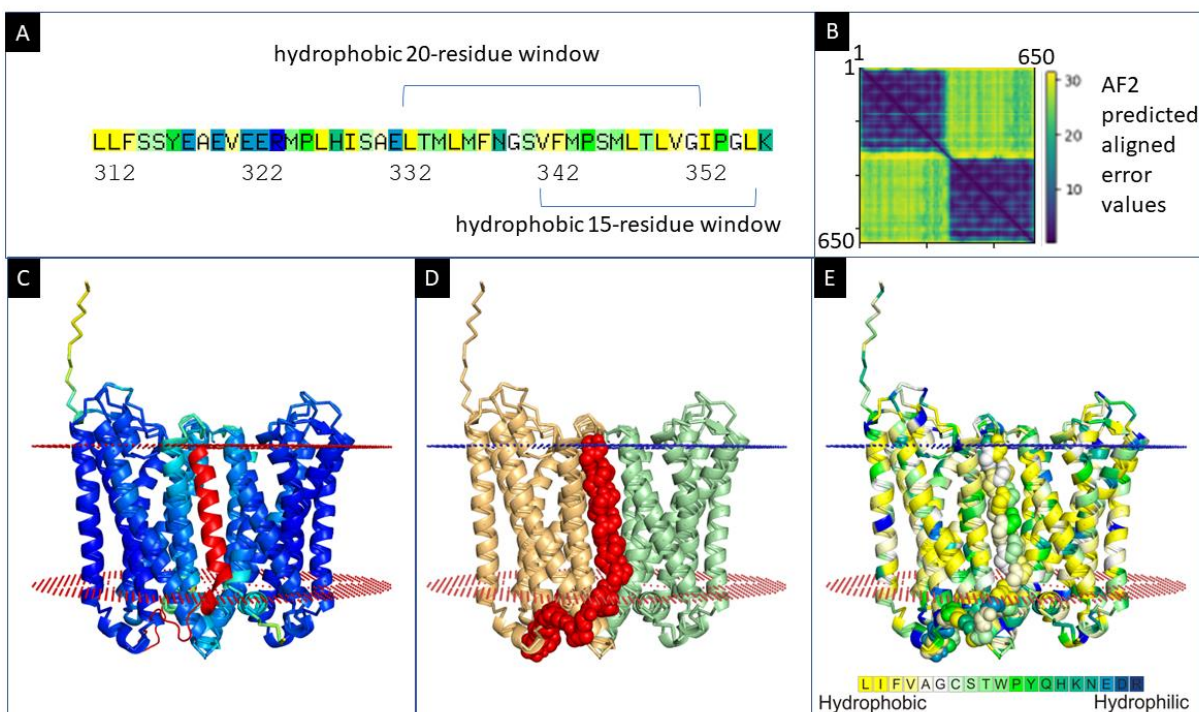 A
hydrophobic 20-residue window
LLFSSYEAEVEERMPLHISAELTMLMFNGSVFMPSMLTLVGIPGLK
312 322 332 342 352
hydrophobic 15-residue window
B
1
650
1
650
30
20
10
AF2
predicted
aligned
error
values
C
D
E
LIFVAGCSTWPYQHKNEDR
Hydrophobic
Hydrophilic